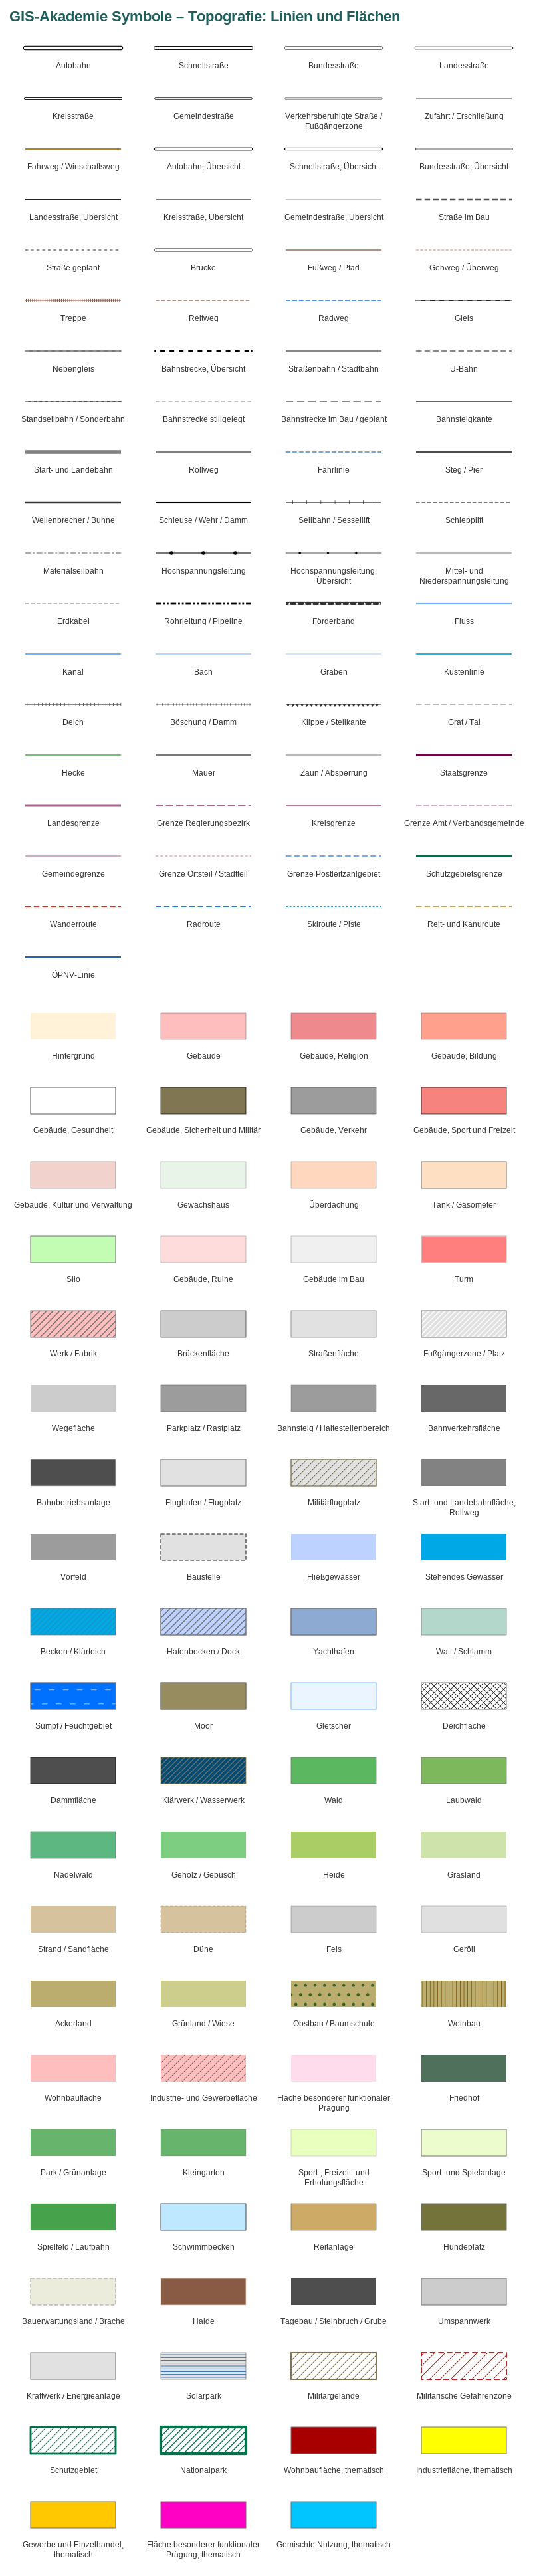 GIS-Akademie Symbole – Topografie: Linien und Flächen
Autobahn
Schnellstraße
Bundesstraße
Landesstraße
Kreisstraße
Gemeindestraße
Verkehrsberuhigte Straße /
Fußgängerzone
Zufahrt / Erschließung
Fahrweg / Wirtschaftsweg
Autobahn, Übersicht
Schnellstraße, Übersicht
Bundesstraße, Übersicht
Landesstraße, Übersicht
Kreisstraße, Übersicht
Gemeindestraße, Übersicht
Straße im Bau
Straße geplant
Brücke
Fußweg / Pfad
Gehweg / Überweg
Treppe
Reitweg
Radweg
Gleis
Nebengleis
Bahnstrecke, Übersicht
Straßenbahn / Stadtbahn
U-Bahn
Standseilbahn / Sonderbahn
Bahnstrecke stillgelegt
Bahnstrecke im Bau / geplant
Bahnsteigkante
Start- und Landebahn
Rollweg
Fährlinie
Steg / Pier
Wellenbrecher / Buhne
Schleuse / Wehr / Damm
Seilbahn / Sessellift
Schlepplift
Materialseilbahn
Hochspannungsleitung
Hochspannungsleitung,
Übersicht
Mittel- und
Niederspannungsleitung
Erdkabel
Rohrleitung / Pipeline
Förderband
Fluss
Kanal
Bach
Graben
Küstenlinie
Deich
Böschung / Damm
Klippe / Steilkante
Grat / Tal
Hecke
Mauer
Zaun / Absperrung
Staatsgrenze
Landesgrenze
Grenze Regierungsbezirk
Kreisgrenze
Grenze Amt / Verbandsgemeinde
Gemeindegrenze
Grenze Ortsteil / Stadtteil
Grenze Postleitzahlgebiet
Schutzgebietsgrenze
Wanderroute
Radroute
Skiroute / Piste
Reit- und Kanuroute
ÖPNV-Linie
Hintergrund
Gebäude
Gebäude, Religion
Gebäude, Bildung
Gebäude, Gesundheit
Gebäude, Sicherheit und Militär
Gebäude, Verkehr
Gebäude, Sport und Freizeit
Gebäude, Kultur und Verwaltung
Gewächshaus
Überdachung
Tank / Gasometer
Silo
Gebäude, Ruine
Gebäude im Bau
Turm
Werk / Fabrik
Brückenfläche
Straßenfläche
Fußgängerzone / Platz
Wegefläche
Parkplatz / Rastplatz
Bahnsteig / Haltestellenbereich
Bahnverkehrsfläche
Bahnbetriebsanlage
Flughafen / Flugplatz
Militärflugplatz
Start- und Landebahnfläche,
Rollweg
Vorfeld
Baustelle
Fließgewässer
Stehendes Gewässer
Becken / Klärteich
Hafenbecken / Dock
Yachthafen
Watt / Schlamm
Sumpf / Feuchtgebiet
Moor
Gletscher
Deichfläche
Dammfläche
Klärwerk / Wasserwerk
Wald
Laubwald
Nadelwald
Gehölz / Gebüsch
Heide
Grasland
Strand / Sandfläche
Düne
Fels
Geröll
Ackerland
Grünland / Wiese
Obstbau / Baumschule
Weinbau
Wohnbaufläche
Industrie- und Gewerbefläche
Fläche besonderer funktionaler
Prägung
Friedhof
Park / Grünanlage
Kleingarten
Sport-, Freizeit- und
Erholungsfläche
Sport- und Spielanlage
Spielfeld / Laufbahn
Schwimmbecken
Reitanlage
Hundeplatz
Bauerwartungsland / Brache
Halde
Tagebau / Steinbruch / Grube
Umspannwerk
Kraftwerk / Energieanlage
Solarpark
Militärgelände
Militärische Gefahrenzone
Schutzgebiet
Nationalpark
Wohnbaufläche, thematisch
Industriefläche, thematisch
Gewerbe und Einzelhandel,
thematisch
Fläche besonderer funktionaler
Prägung, thematisch
Gemischte Nutzung, thematisch